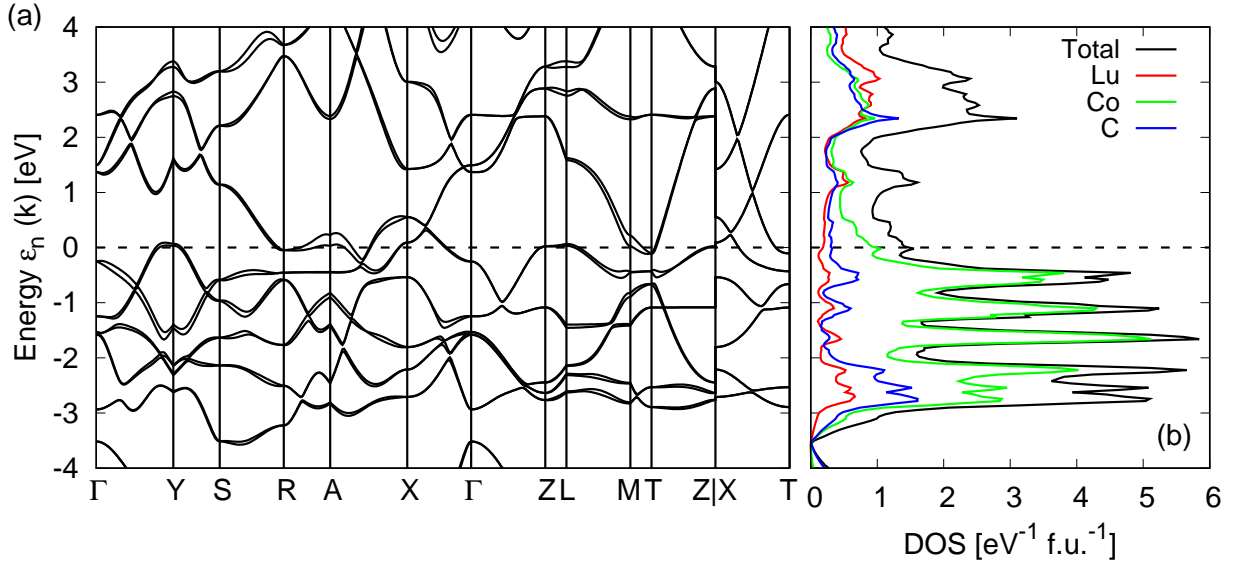 (a)
Energy εn (k) [eV]
4
3
2
1
0
-1
-2
-3
-4
Γ Y S R A X Γ Z L M T Z|X T
Total
Lu
Co
C
(b)
0 1 2 3 4 5 6
DOS [eV⁻¹ f.u.⁻¹]